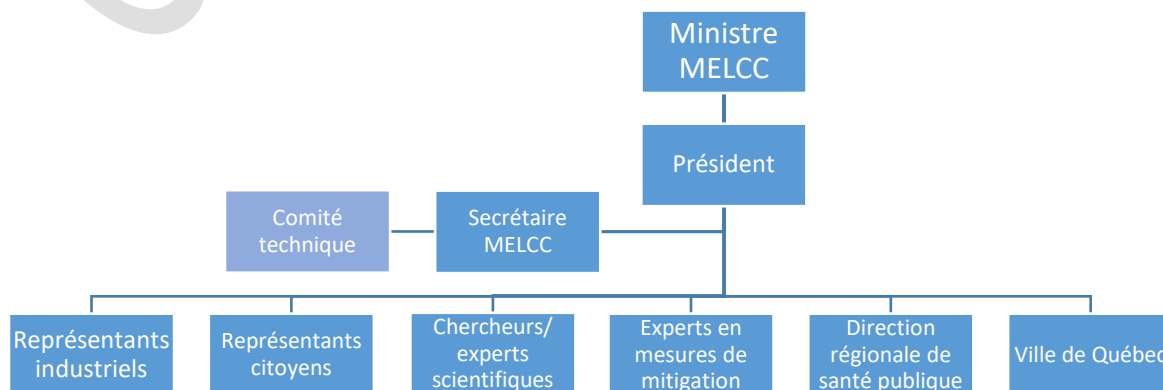 Ministre
MELCC
Président
Comité
technique
Secrétaire
MELCC
Représentants
industriels
Représentants
citoyens
Chercheurs/
experts
scientifiques
Experts en
mesures de
mitigation
Direction
régionale de
santé publique
Ville de Québec